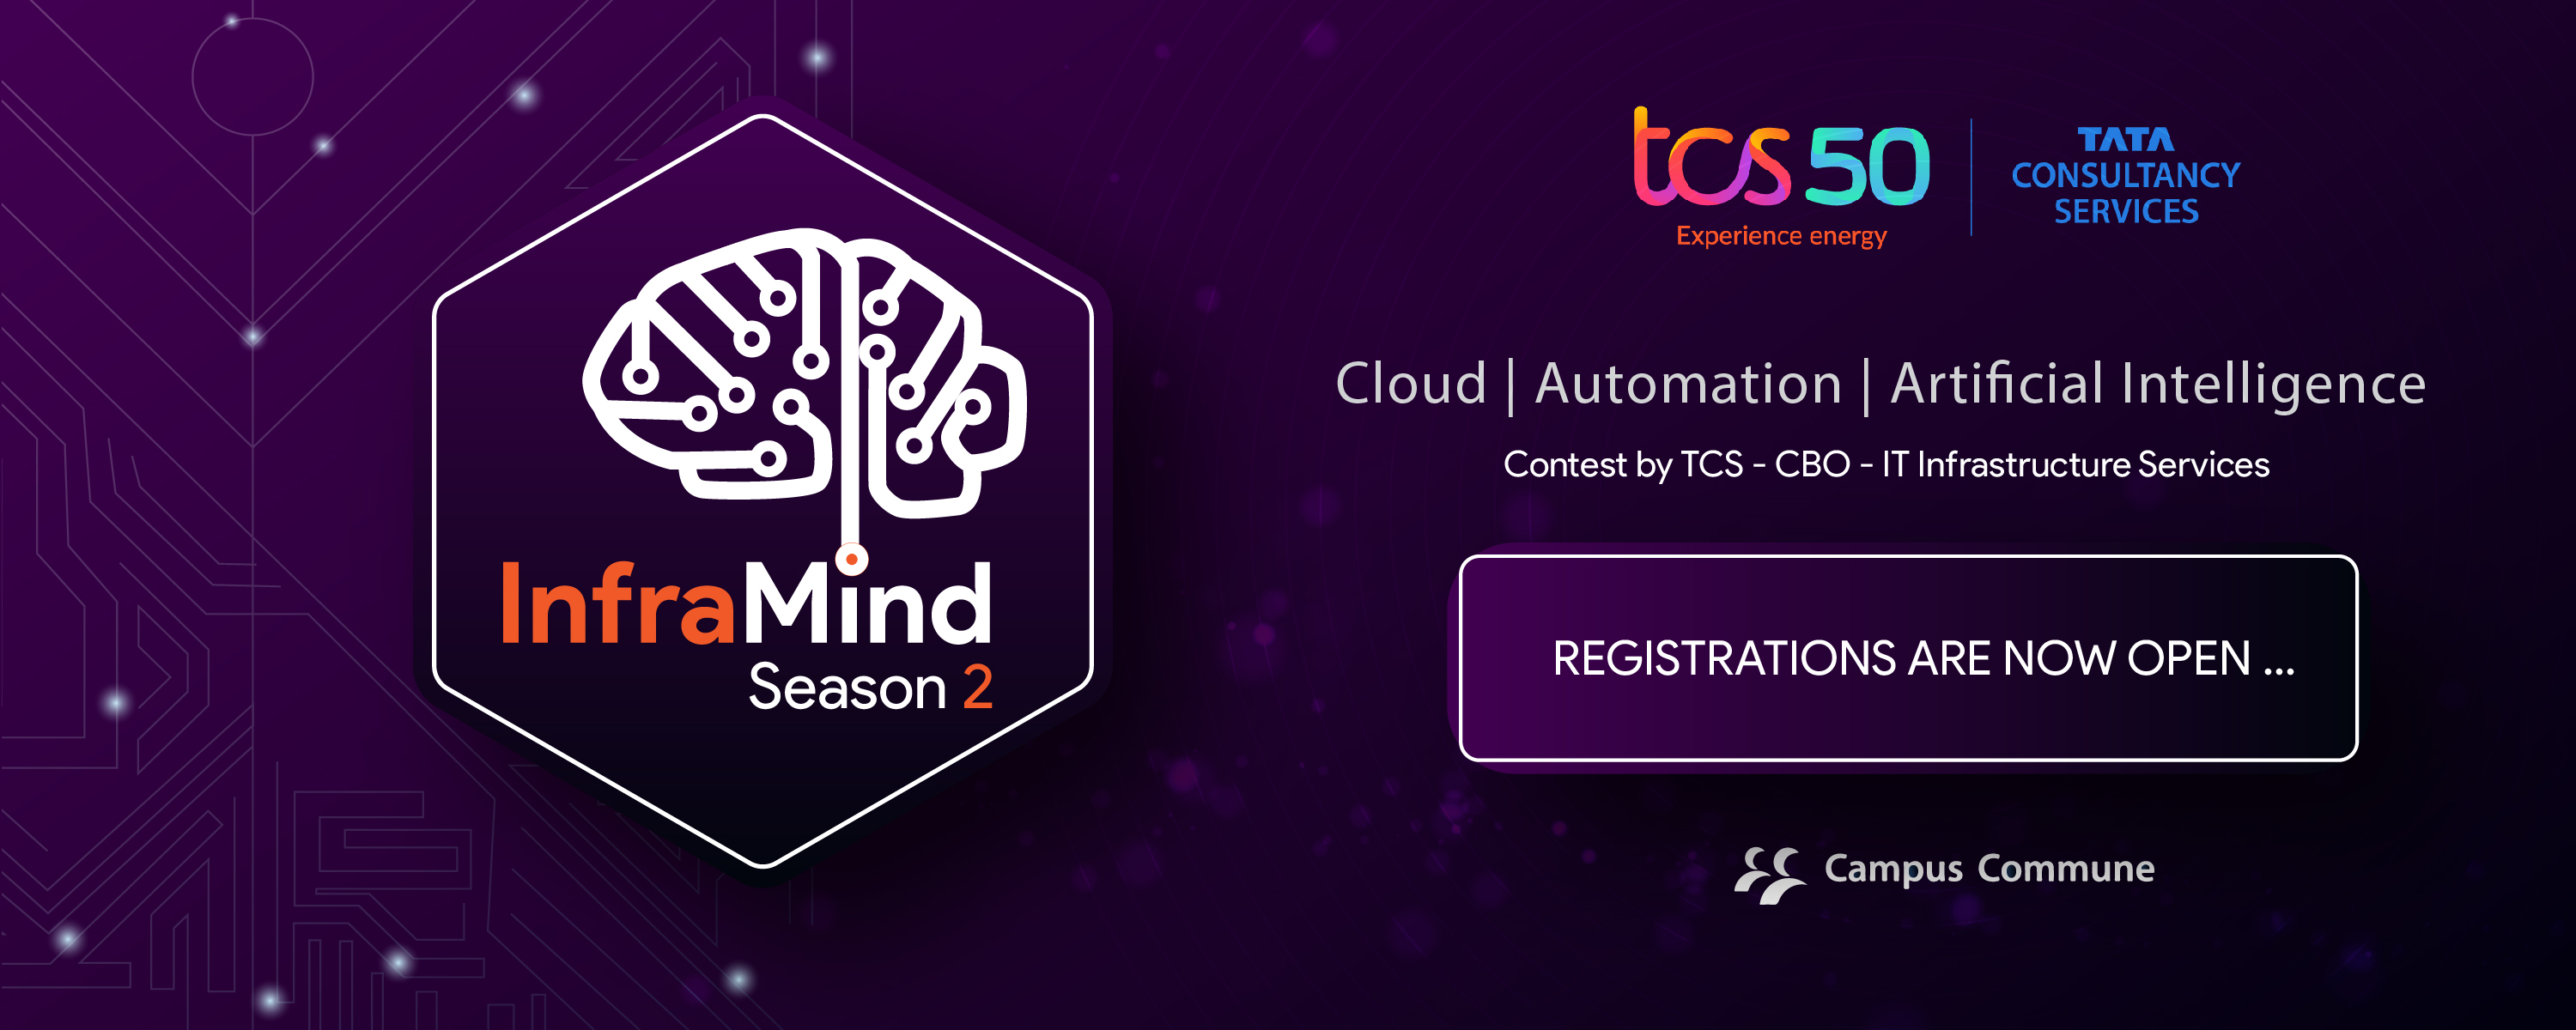 InfraMind
Season 2
tcs 50
Experience energy
TATA
CONSULTANCY
SERVICES
Cloud | Automation | Artificial Intelligence
Contest by TCS - CBO - IT Infrastructure Services
REGISTRATIONS ARE NOW OPEN ...
Campus Commune